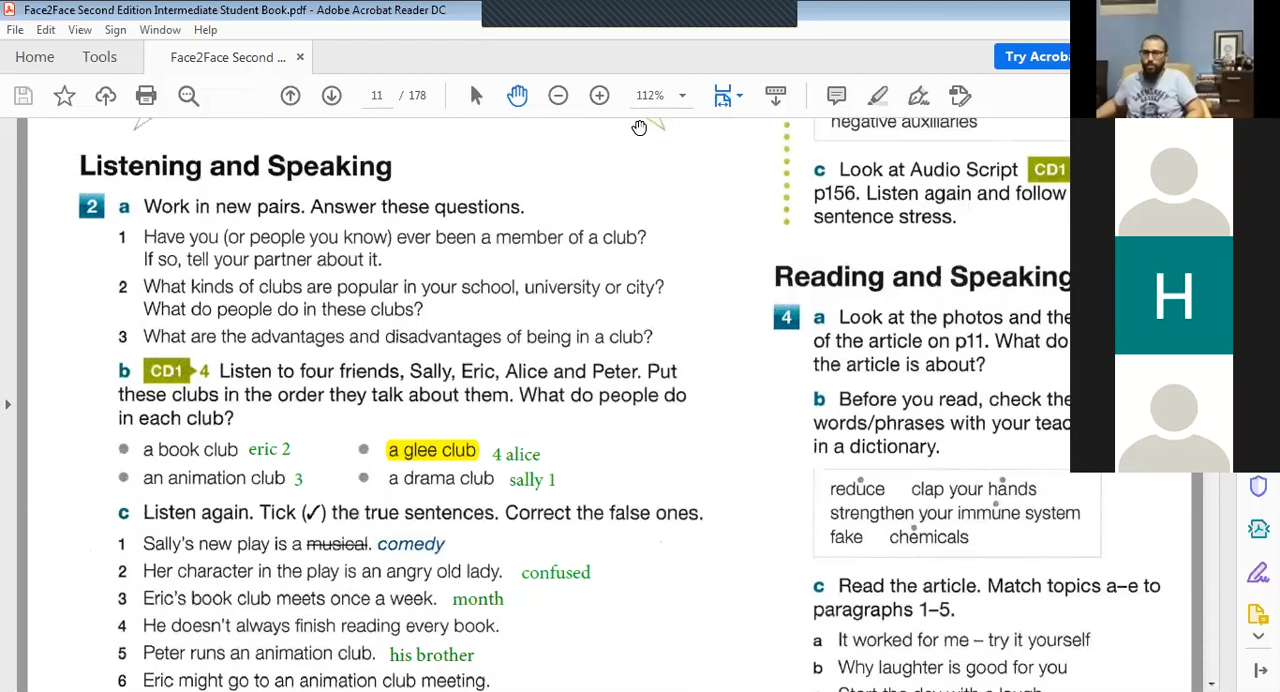 Face2Face Second Edition Intermediate Student Book.pdf - Adobe Acrobat Reader DC
File Edit View Sign Window Help
Home Tools Face2Face Second ... × Try Acroba
11 / 178 112%
Listening and Speaking
2 a Work in new pairs. Answer these questions.
1 Have you (or people you know) ever been a member of a club?
If so, tell your partner about it.
2 What kinds of clubs are popular in your school, university or city?
What do people do in these clubs?
3 What are the advantages and disadvantages of being in a club?
b CD1 4 Listen to four friends, Sally, Eric, Alice and Peter. Put
these clubs in the order they talk about them. What do people do
in each club?
● a book club eric 2 ● a glee club 4 alice
● an animation club 3 ● a drama club sally 1
c Listen again. Tick (✓) the true sentences. Correct the false ones.
1 Sally's new play is a musical. comedy
2 Her character in the play is an angry old lady. confused
3 Eric's book club meets once a week. month
4 He doesn't always finish reading every book.
5 Peter runs an animation club. his brother
6 Eric might go to an animation club meeting.
negative auxiliaries
c Look at Audio Script CD1
p156. Listen again and follow
sentence stress.
Reading and Speaking
4 a Look at the photos and the
of the article on p11. What do
the article is about?
b Before you read, check the
words/phrases with your teac
in a dictionary.
reduce clap your hands
strengthen your immune system
fake chemicals
c Read the article. Match topics a–e to
paragraphs 1–5.
a It worked for me – try it yourself
b Why laughter is good for you
Start the day with a laugh
H